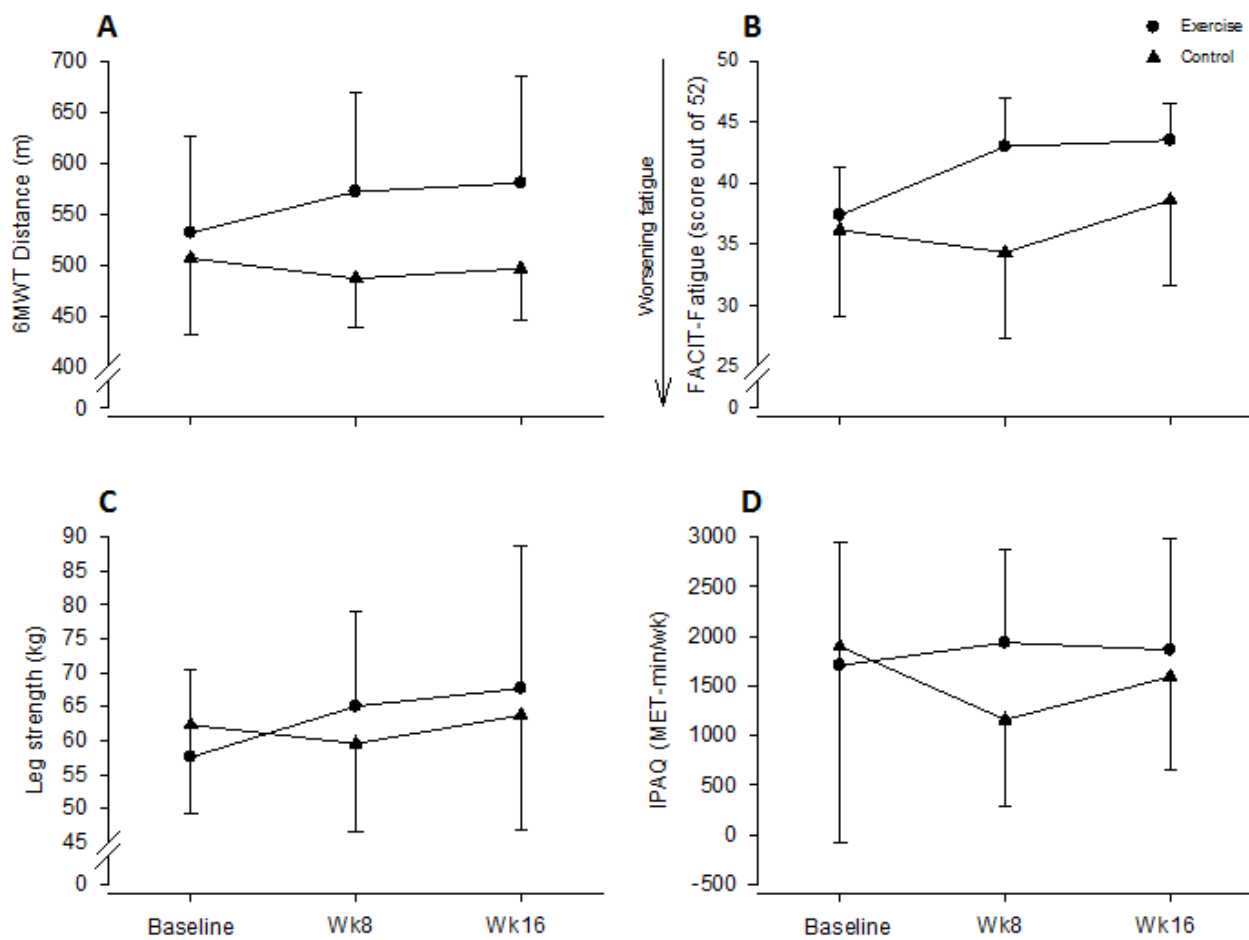 A
B
Exercise
Control
700
650
600
550
500
450
400
0
6MWT Distance (m)
Worsening fatigue
50
45
40
35
30
25
0
FACIT-Fatigue (score out of 52)
C
D
90
85
80
75
70
65
60
55
50
45
0
Leg strength (kg)
3000
2500
2000
1500
1000
500
0
-500
IPAQ (MET-min/wk)
Baseline
Wk8
Wk16
Baseline
Wk8
Wk16